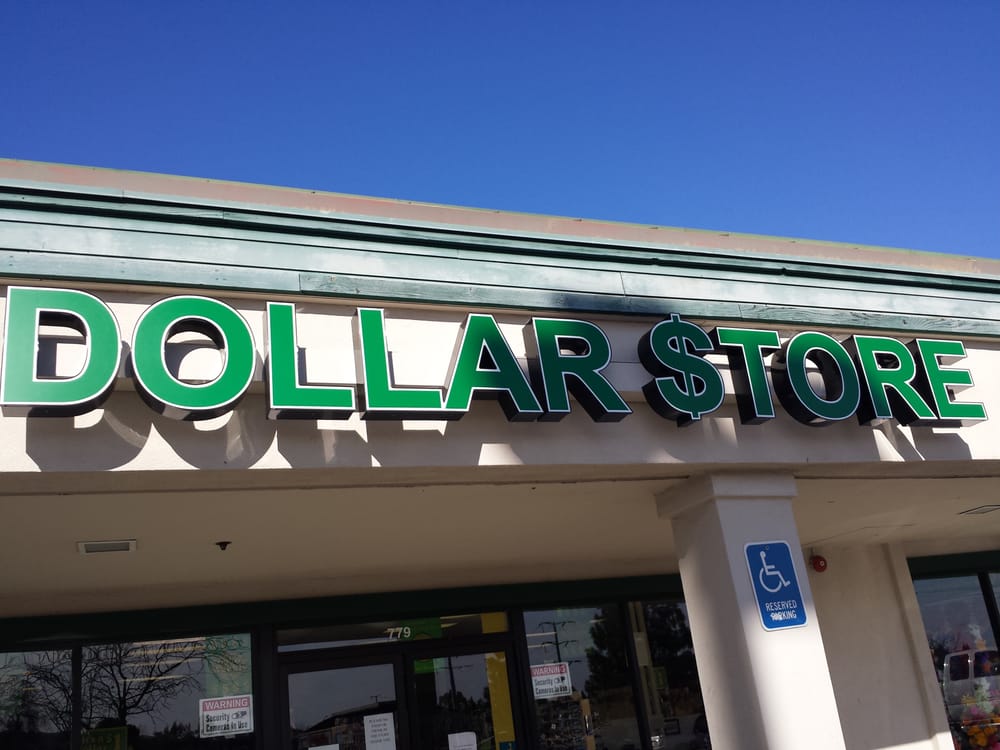 DOLLAR $TORE
RESERVED
PARKING
779
WARNING
Security
Cameras in Use
WARNING
Security
Cameras in Use